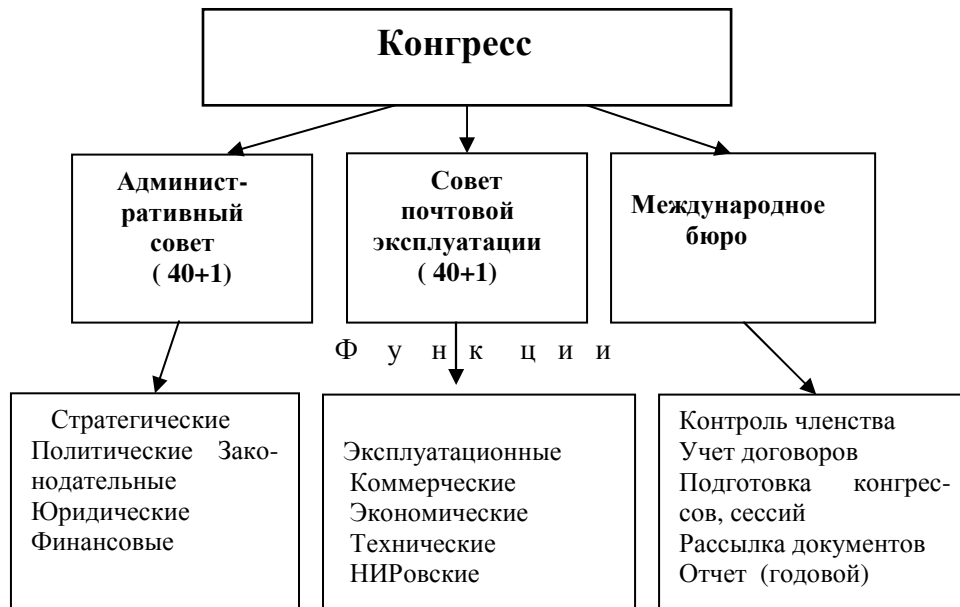 Конгресс
Админист-
ративный
совет
( 40+1)
Совет
почтовой
эксплуатации
( 40+1)
Международное
бюро
Ф у н к ц и и
Стратегические
Политические Зако-
нодательные
Юридические
Финансовые
Эксплуатационные
Коммерческие
Экономические
Технические
НИРовские
Контроль членства
Учет договоров
Подготовка конгрес-
сов, сессий
Рассылка документов
Отчет (годовой)